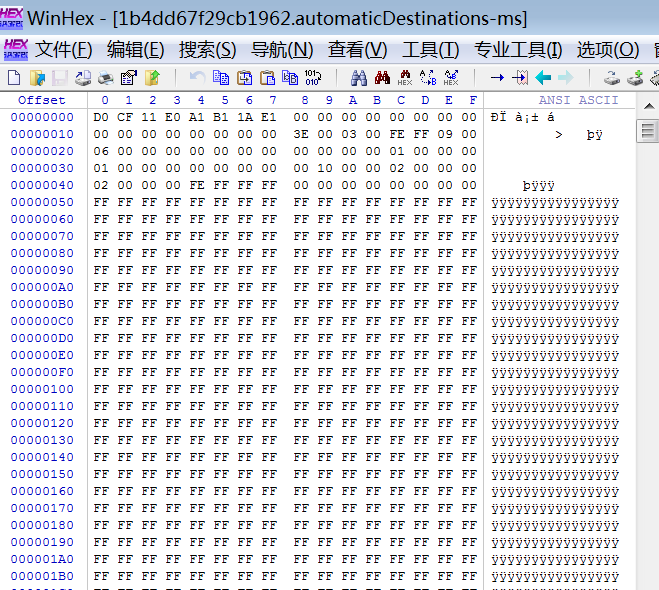 WinHex - [1b4dd67f29cb1962.automaticDestinations-ms]
文件(F) 编辑(E) 搜索(S) 导航(N) 查看(V) 工具(T) 专业工具(I) 选项(O)
Offset 0 1 2 3 4 5 6 7 8 9 A B C D E F ANSI ASCII
00000000 D0 CF 11 E0 A1 B1 1A E1 00 00 00 00 00 00 00 00 ÐÏ à¡± á
00000010 00 00 00 00 00 00 00 00 3E 00 03 00 FE FF 09 00 > þÿ
00000020 06 00 00 00 00 00 00 00 00 00 00 00 01 00 00 00
00000030 01 00 00 00 00 00 00 00 00 10 00 00 02 00 00 00
00000040 02 00 00 00 FE FF FF FF 00 00 00 00 00 00 00 00 þÿÿÿ
00000050 FF FF FF FF FF FF FF FF FF FF FF FF FF FF FF FF ÿÿÿÿÿÿÿÿÿÿÿÿÿÿÿÿ
00000060 FF FF FF FF FF FF FF FF FF FF FF FF FF FF FF FF ÿÿÿÿÿÿÿÿÿÿÿÿÿÿÿÿ
00000070 FF FF FF FF FF FF FF FF FF FF FF FF FF FF FF FF ÿÿÿÿÿÿÿÿÿÿÿÿÿÿÿÿ
00000080 FF FF FF FF FF FF FF FF FF FF FF FF FF FF FF FF ÿÿÿÿÿÿÿÿÿÿÿÿÿÿÿÿ
00000090 FF FF FF FF FF FF FF FF FF FF FF FF FF FF FF FF ÿÿÿÿÿÿÿÿÿÿÿÿÿÿÿÿ
000000A0 FF FF FF FF FF FF FF FF FF FF FF FF FF FF FF FF ÿÿÿÿÿÿÿÿÿÿÿÿÿÿÿÿ
000000B0 FF FF FF FF FF FF FF FF FF FF FF FF FF FF FF FF ÿÿÿÿÿÿÿÿÿÿÿÿÿÿÿÿ
000000C0 FF FF FF FF FF FF FF FF FF FF FF FF FF FF FF FF ÿÿÿÿÿÿÿÿÿÿÿÿÿÿÿÿ
000000D0 FF FF FF FF FF FF FF FF FF FF FF FF FF FF FF FF ÿÿÿÿÿÿÿÿÿÿÿÿÿÿÿÿ
000000E0 FF FF FF FF FF FF FF FF FF FF FF FF FF FF FF FF ÿÿÿÿÿÿÿÿÿÿÿÿÿÿÿÿ
000000F0 FF FF FF FF FF FF FF FF FF FF FF FF FF FF FF FF ÿÿÿÿÿÿÿÿÿÿÿÿÿÿÿÿ
00000100 FF FF FF FF FF FF FF FF FF FF FF FF FF FF FF FF ÿÿÿÿÿÿÿÿÿÿÿÿÿÿÿÿ
00000110 FF FF FF FF FF FF FF FF FF FF FF FF FF FF FF FF ÿÿÿÿÿÿÿÿÿÿÿÿÿÿÿÿ
00000120 FF FF FF FF FF FF FF FF FF FF FF FF FF FF FF FF ÿÿÿÿÿÿÿÿÿÿÿÿÿÿÿÿ
00000130 FF FF FF FF FF FF FF FF FF FF FF FF FF FF FF FF ÿÿÿÿÿÿÿÿÿÿÿÿÿÿÿÿ
00000140 FF FF FF FF FF FF FF FF FF FF FF FF FF FF FF FF ÿÿÿÿÿÿÿÿÿÿÿÿÿÿÿÿ
00000150 FF FF FF FF FF FF FF FF FF FF FF FF FF FF FF FF ÿÿÿÿÿÿÿÿÿÿÿÿÿÿÿÿ
00000160 FF FF FF FF FF FF FF FF FF FF FF FF FF FF FF FF ÿÿÿÿÿÿÿÿÿÿÿÿÿÿÿÿ
00000170 FF FF FF FF FF FF FF FF FF FF FF FF FF FF FF FF ÿÿÿÿÿÿÿÿÿÿÿÿÿÿÿÿ
00000180 FF FF FF FF FF FF FF FF FF FF FF FF FF FF FF FF ÿÿÿÿÿÿÿÿÿÿÿÿÿÿÿÿ
00000190 FF FF FF FF FF FF FF FF FF FF FF FF FF FF FF FF ÿÿÿÿÿÿÿÿÿÿÿÿÿÿÿÿ
000001A0 FF FF FF FF FF FF FF FF FF FF FF FF FF FF FF FF ÿÿÿÿÿÿÿÿÿÿÿÿÿÿÿÿ
000001B0 FF FF FF FF FF FF FF FF FF FF FF FF FF FF FF FF ÿÿÿÿÿÿÿÿÿÿÿÿÿÿÿÿ